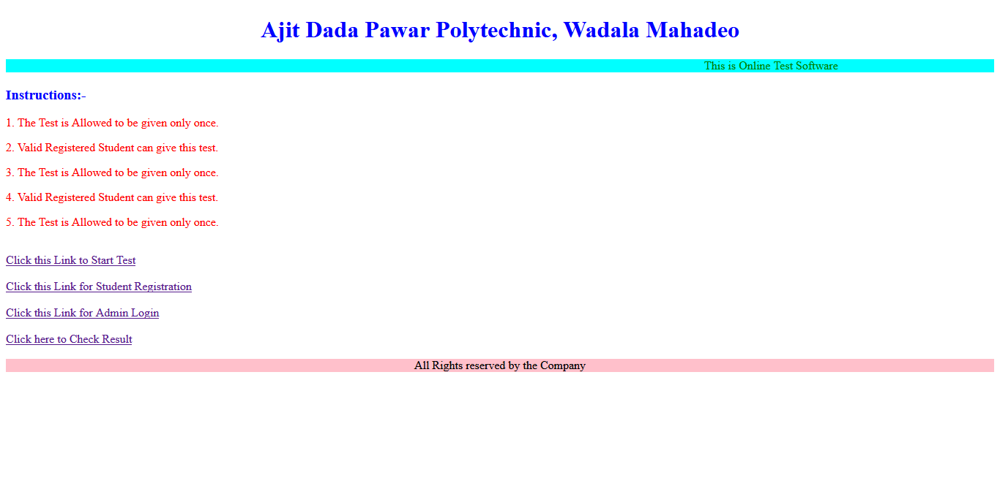 Ajit Dada Pawar Polytechnic, Wadala Mahadeo
This is Online Test Software
Instructions:-
1. The Test is Allowed to be given only once.
2. Valid Registered Student can give this test.
3. The Test is Allowed to be given only once.
4. Valid Registered Student can give this test.
5. The Test is Allowed to be given only once.
Click this Link to Start Test
Click this Link for Student Registration
Click this Link for Admin Login
Click here to Check Result
All Rights reserved by the Company